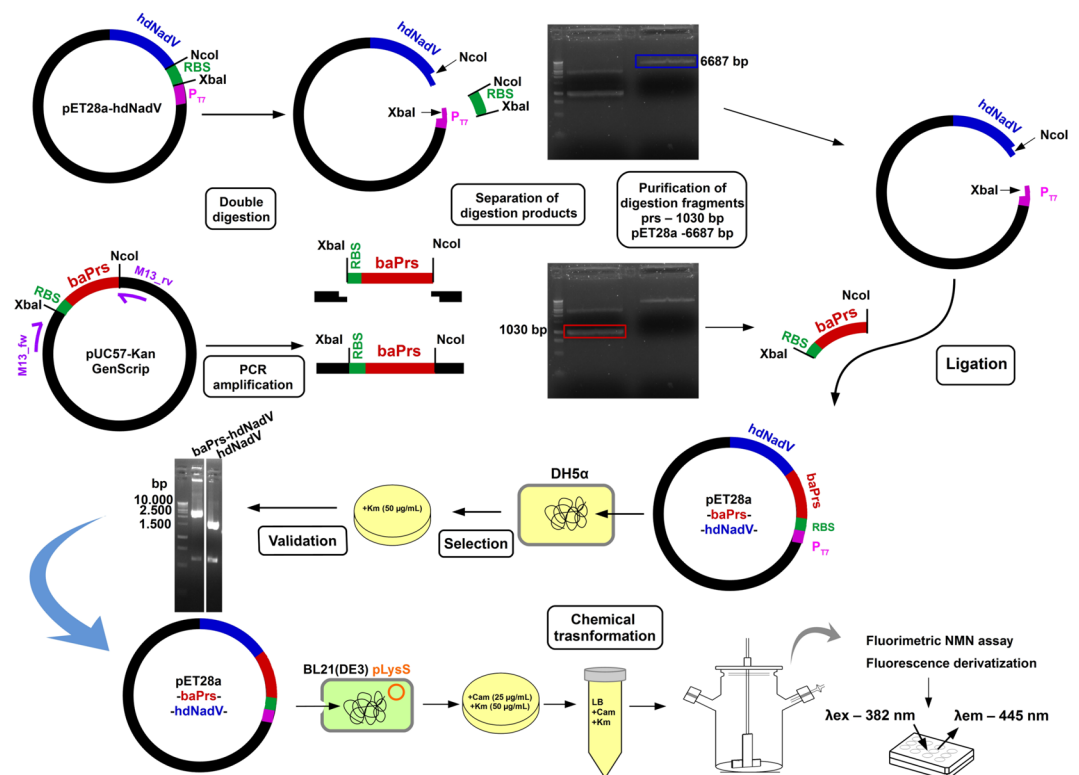 hdNadV
NcoI
RBS
XbaI
P T7
pET28a-hdNadV
hdNadV
NcoI
NcoI
RBS
XbaI
XbaI
P T7
6687 bp
hdNadV
NcoI
XbaI
P T7
Double
digestion
Separation of
digestion products
Purification of
digestion fragments
prs – 1030 bp
pET28a -6687 bp
NcoI
baPrs
M13_rv
RBS
XbaI
M13_fw
pUC57-Kan
GenScrip
PCR
amplification
XbaI
RBS
NcoI
baPrs
XbaI
RBS
baPrs
NcoI
1030 bp
NcoI
baPrs
RBS
XbaI
Ligation
baPrs-hdNadV
hdNadV
bp
10.000
2.500
1.500
Validation
+Km (50 µg/mL)
Selection
DH5α
hdNadV
baPrs
RBS
P T7
pET28a
-baPrs-
-hdNadV-
Chemical
trasnformation
pET28a
-baPrs-
-hdNadV-
BL21(DE3) pLysS
+Cam (25 µg/mL)
+Km (50 µg/mL)
LB
+Cam
+Km
Fluorimetric NMN assay
Fluorescence derivatization
λex – 382 nm
λem – 445 nm